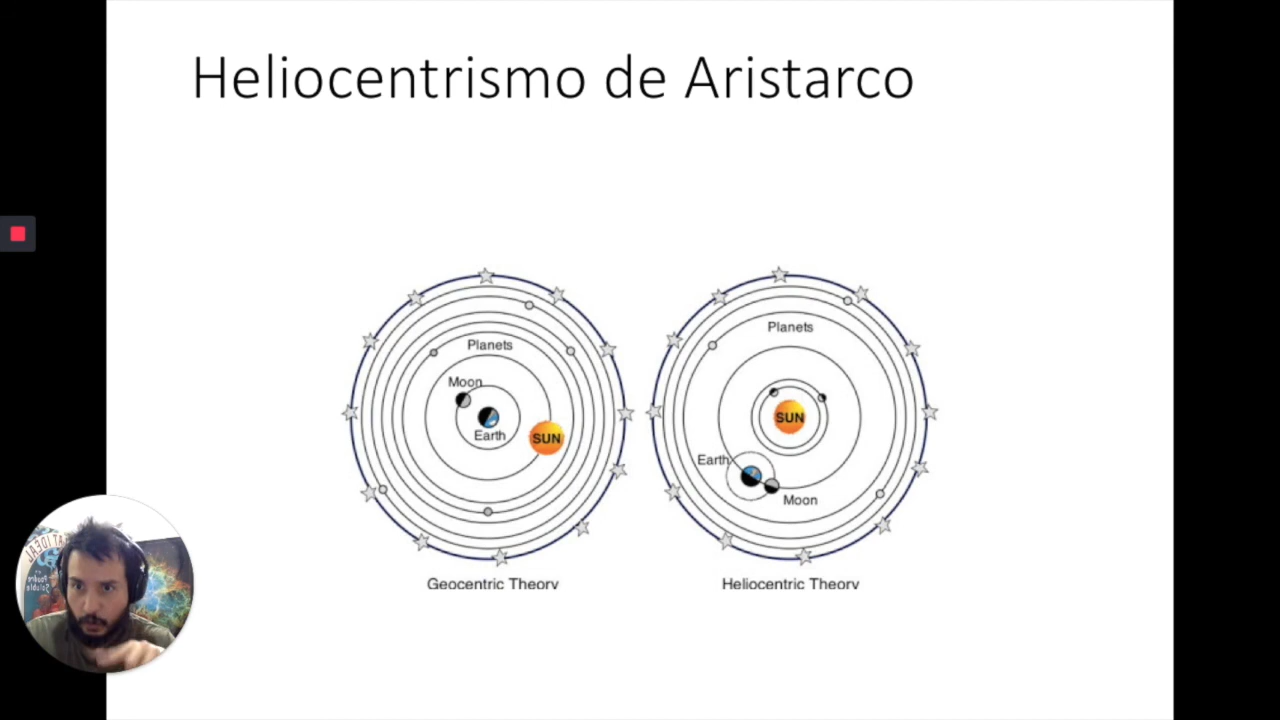 Heliocentrismo de Aristarco
Planets
Moon
Earth
SUN
Geocentric Theory
Planets
SUN
Earth
Moon
Heliocentric Theory